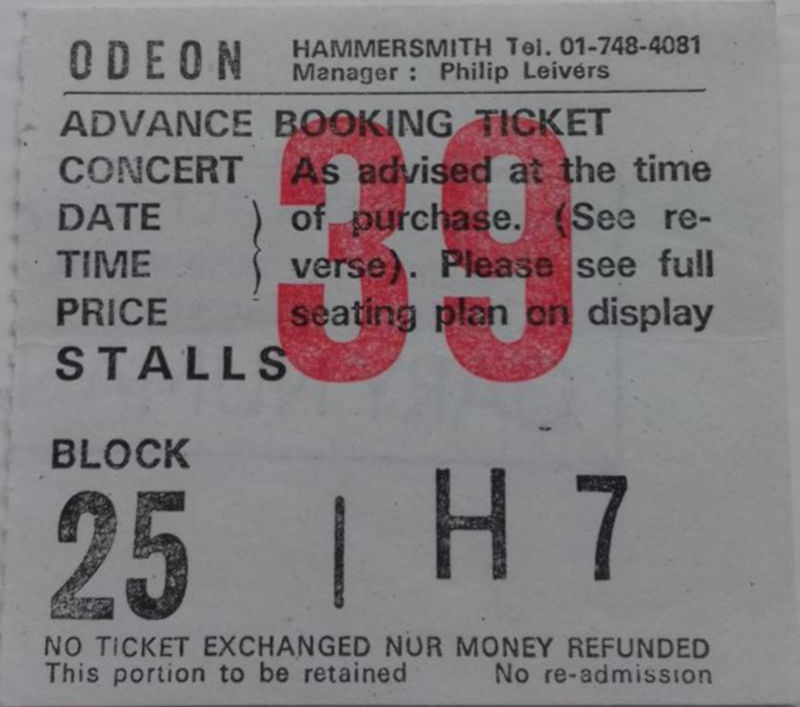 ODEON HAMMERSMITH Tel. 01-748-4081
Manager : Philip Leivers
ADVANCE BOOKING TICKET
39
CONCERT As advised at the time
DATE ) of purchase. (See re-
TIME ) verse). Please see full
PRICE seating plan on display
STALLS
BLOCK
25 | H 7
NO TICKET EXCHANGED NUR MONEY REFUNDED
This portion to be retained No re-admission